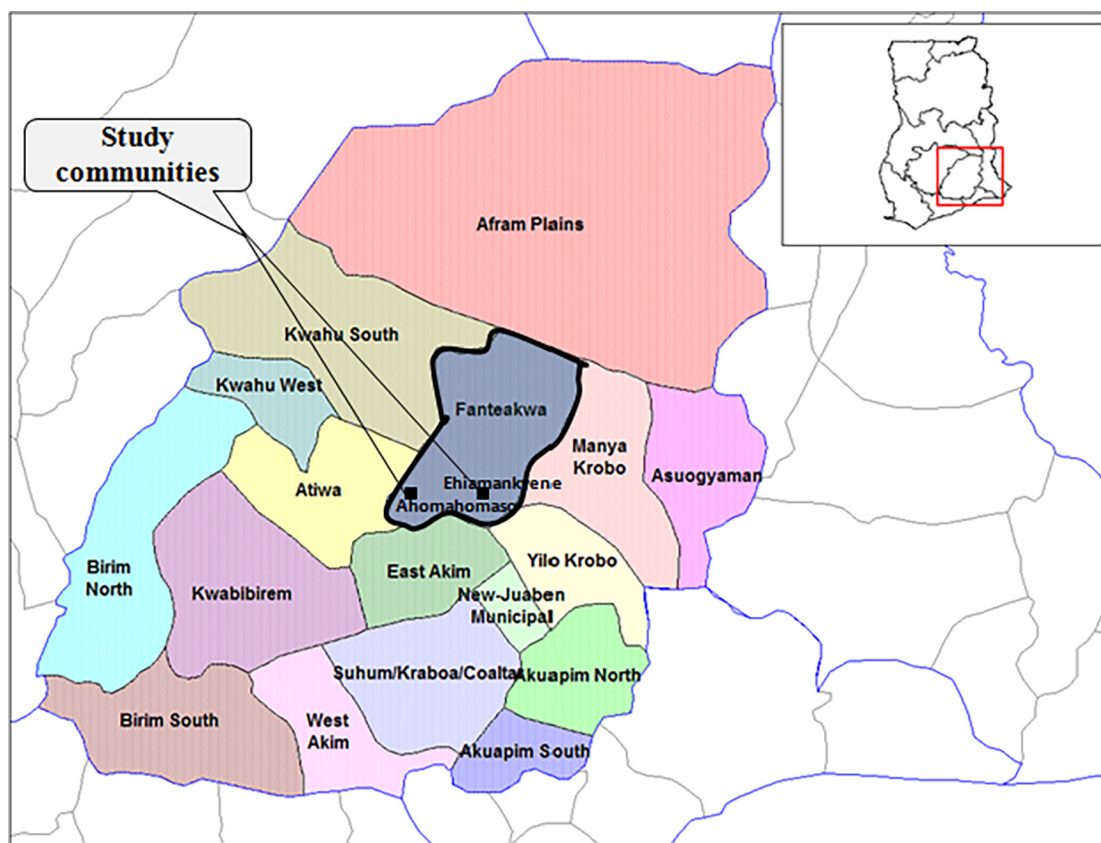 Study
communities
Afram Plains
Kwahu South
Kwahu West
Fanteakwa
Manya
Krobo
Asuogyaman
Atiwa
Ehiamankyene
Ahomahomaso
Birim
North
Kwabibirem
East Akim
Yilo Krobo
New-Juaben
Municipal
Suhum/Kraboa/Coaltar
Akuapim North
Birim South
West
Akim
Akuapim South